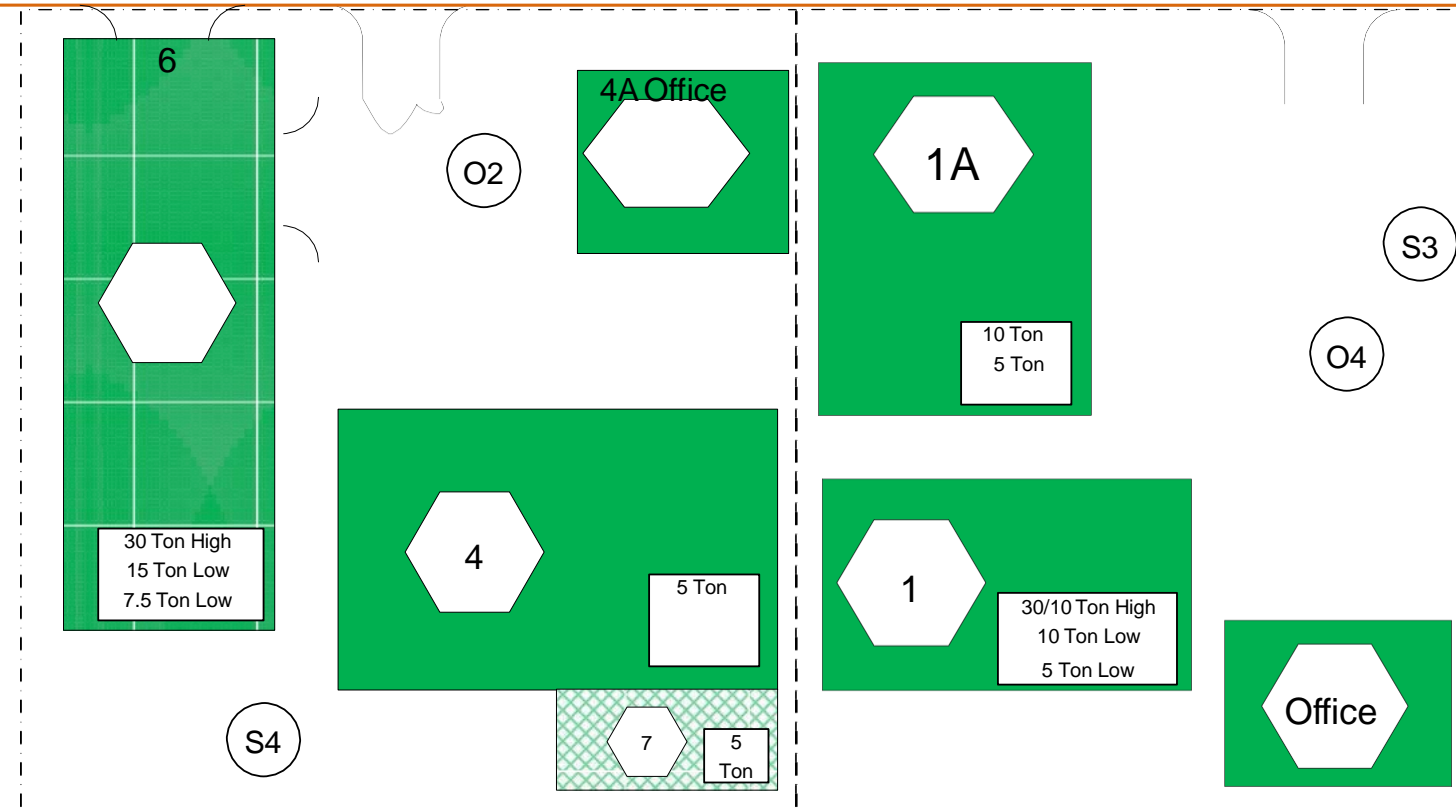 6
4A Office
O2
1A
S3
10 Ton
5 Ton
O4
30 Ton High
15 Ton Low
7.5 Ton Low
4
5 Ton
1
30/10 Ton High
10 Ton Low
5 Ton Low
Office
S4
7
5
Ton